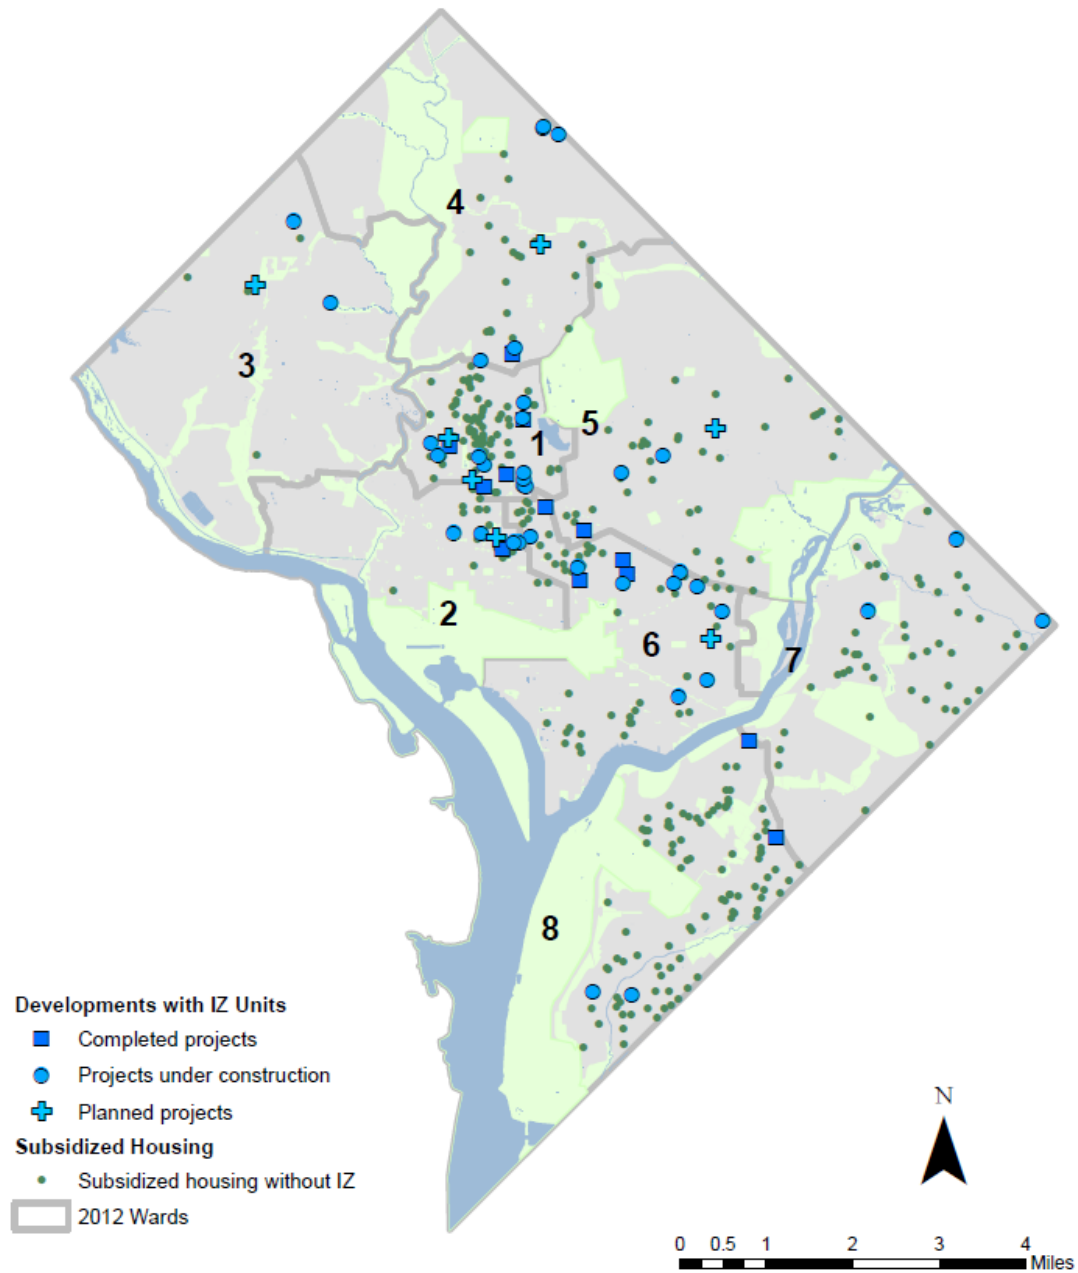 4
3
5
1
2
6
7
8
Developments with IZ Units
Completed projects
Projects under construction
Planned projects
Subsidized Housing
Subsidized housing without IZ
2012 Wards
N
0 0.5 1 2 3 4
Miles